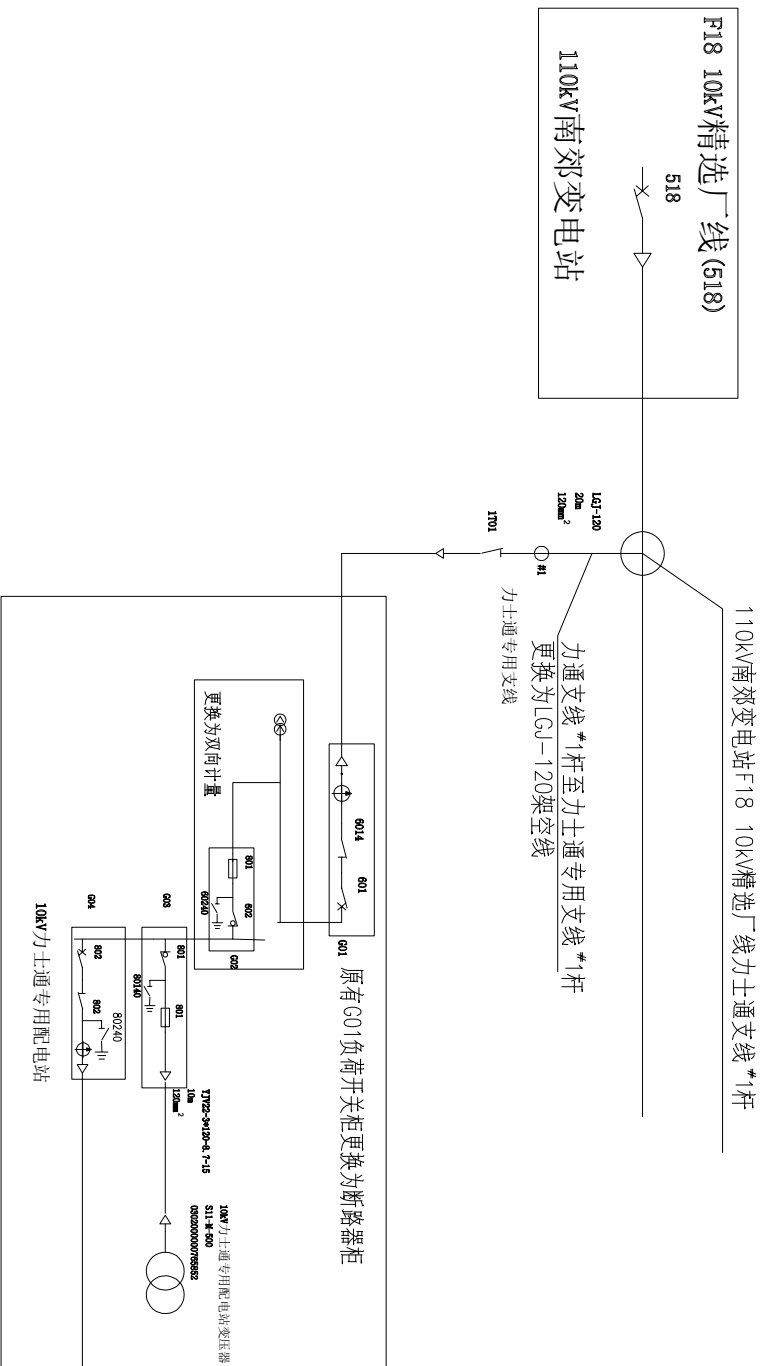 F18 10kV精选厂线(518)
518
110kV南郊变电站
110kV南郊变电站F18 10kV精选厂线力士通支线#1杆
LGJ-120
20m
120mm²
#1
1T01
力通支线#1杆至力士通专用支线#1杆
更换为LGJ-120架空线
力士通专用支线
6014
601
G01
原有G01负荷开关柜更换为断路器柜
更换为双向计量
801
602
60240
G02
G03
801
801
80140
YJV22-3*120-8.7-15
10m
120mm²
10kV力士通专用配电站变压器
S11-M-500
0302000000765852
G04
802
802
80240
10kV力士通专用配电站